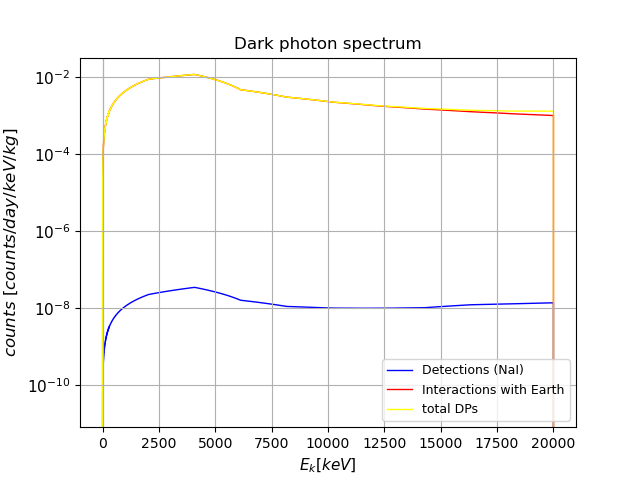 Dark photon spectrum
counts [counts/day/keV/kg]
10⁻²
10⁻⁴
10⁻⁶
10⁻⁸
10⁻¹⁰
Detections (NaI)
Interactions with Earth
total DPs
0 2500 5000 7500 10000 12500 15000 17500 20000
Eₖ[keV]